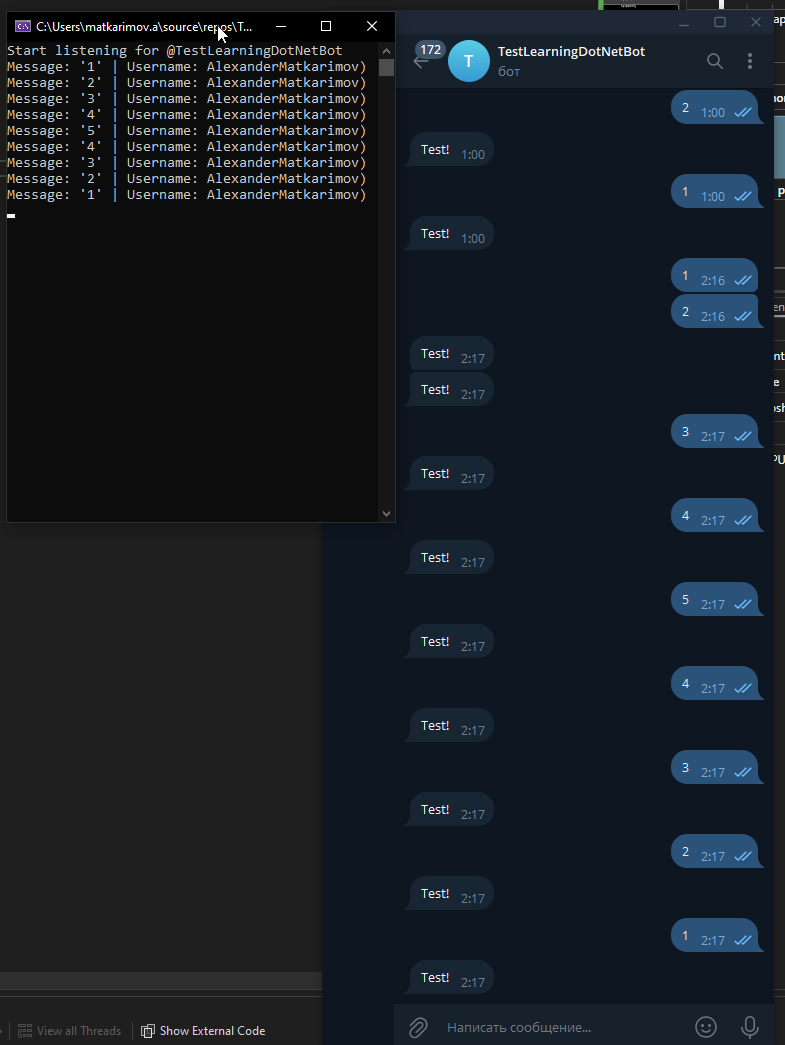 C:\Users\matkarimov.a\source\repos\T...
Start listening for @TestLearningDotNetBot
Message: '1' | Username: AlexanderMatkarimov)
Message: '2' | Username: AlexanderMatkarimov)
Message: '3' | Username: AlexanderMatkarimov)
Message: '4' | Username: AlexanderMatkarimov)
Message: '5' | Username: AlexanderMatkarimov)
Message: '4' | Username: AlexanderMatkarimov)
Message: '3' | Username: AlexanderMatkarimov)
Message: '2' | Username: AlexanderMatkarimov)
Message: '1' | Username: AlexanderMatkarimov)
172
T
TestLearningDotNetBot
бот
2 1:00
Test! 1:00
1 1:00
Test! 1:00
1 2:16
2 2:16
Test! 2:17
Test! 2:17
3 2:17
Test! 2:17
4 2:17
Test! 2:17
5 2:17
Test! 2:17
4 2:17
Test! 2:17
3 2:17
Test! 2:17
2 2:17
Test! 2:17
1 2:17
Test! 2:17
Написать сообщение...
View all Threads
Show External Code